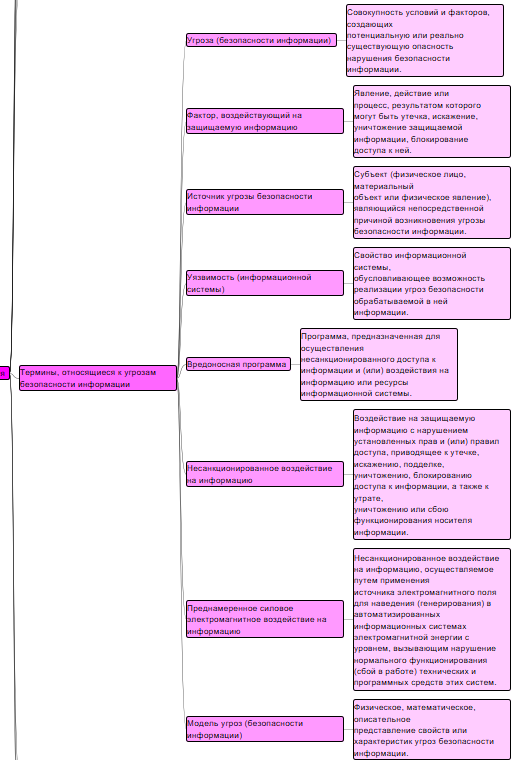 Термины, относящиеся к угрозам
безопасности информации
Угроза (безопасности информации)
Совокупность условий и факторов,
создающих
потенциальную или реально
существующую опасность
нарушения безопасности
информации.
Фактор, воздействующий на
защищаемую информацию
Явление, действие или
процесс, результатом которого
могут быть утечка, искажение,
уничтожение защищаемой
информации, блокирование
доступа к ней.
Источник угрозы безопасности
информации
Субъект (физическое лицо,
материальный
объект или физическое явление),
являющийся непосредственной
причиной возникновения угрозы
безопасности информации.
Уязвимость (информационной
системы)
Свойство информационной
системы,
обусловливающее возможность
реализации угроз безопасности
обрабатываемой в ней
информации.
Вредоносная программа
Программа, предназначенная для
осуществления
несанкционированного доступа к
информации и (или) воздействия на
информацию или ресурсы
информационной системы.
Несанкционированное воздействие
на информацию
Воздействие на защищаемую
информацию с нарушением
установленных прав и (или) правил
доступа, приводящее к утечке,
искажению, подделке,
уничтожению, блокированию
доступа к информации, а также к
утрате,
уничтожению или сбою
функционирования носителя
информации.
Преднамеренное силовое
электромагнитное воздействие на
информацию
Несанкционированное воздействие
на информацию, осуществляемое
путем применения
источника электромагнитного поля
для наведения (генерирования) в
автоматизированных
информационных системах
электромагнитной энергии с
уровнем, вызывающим нарушение
нормального функционирования
(сбой в работе) технических и
программных средств этих систем.
Модель угроз (безопасности
информации)
Физическое, математическое,
описательное
представление свойств или
характеристик угроз безопасности
информации.